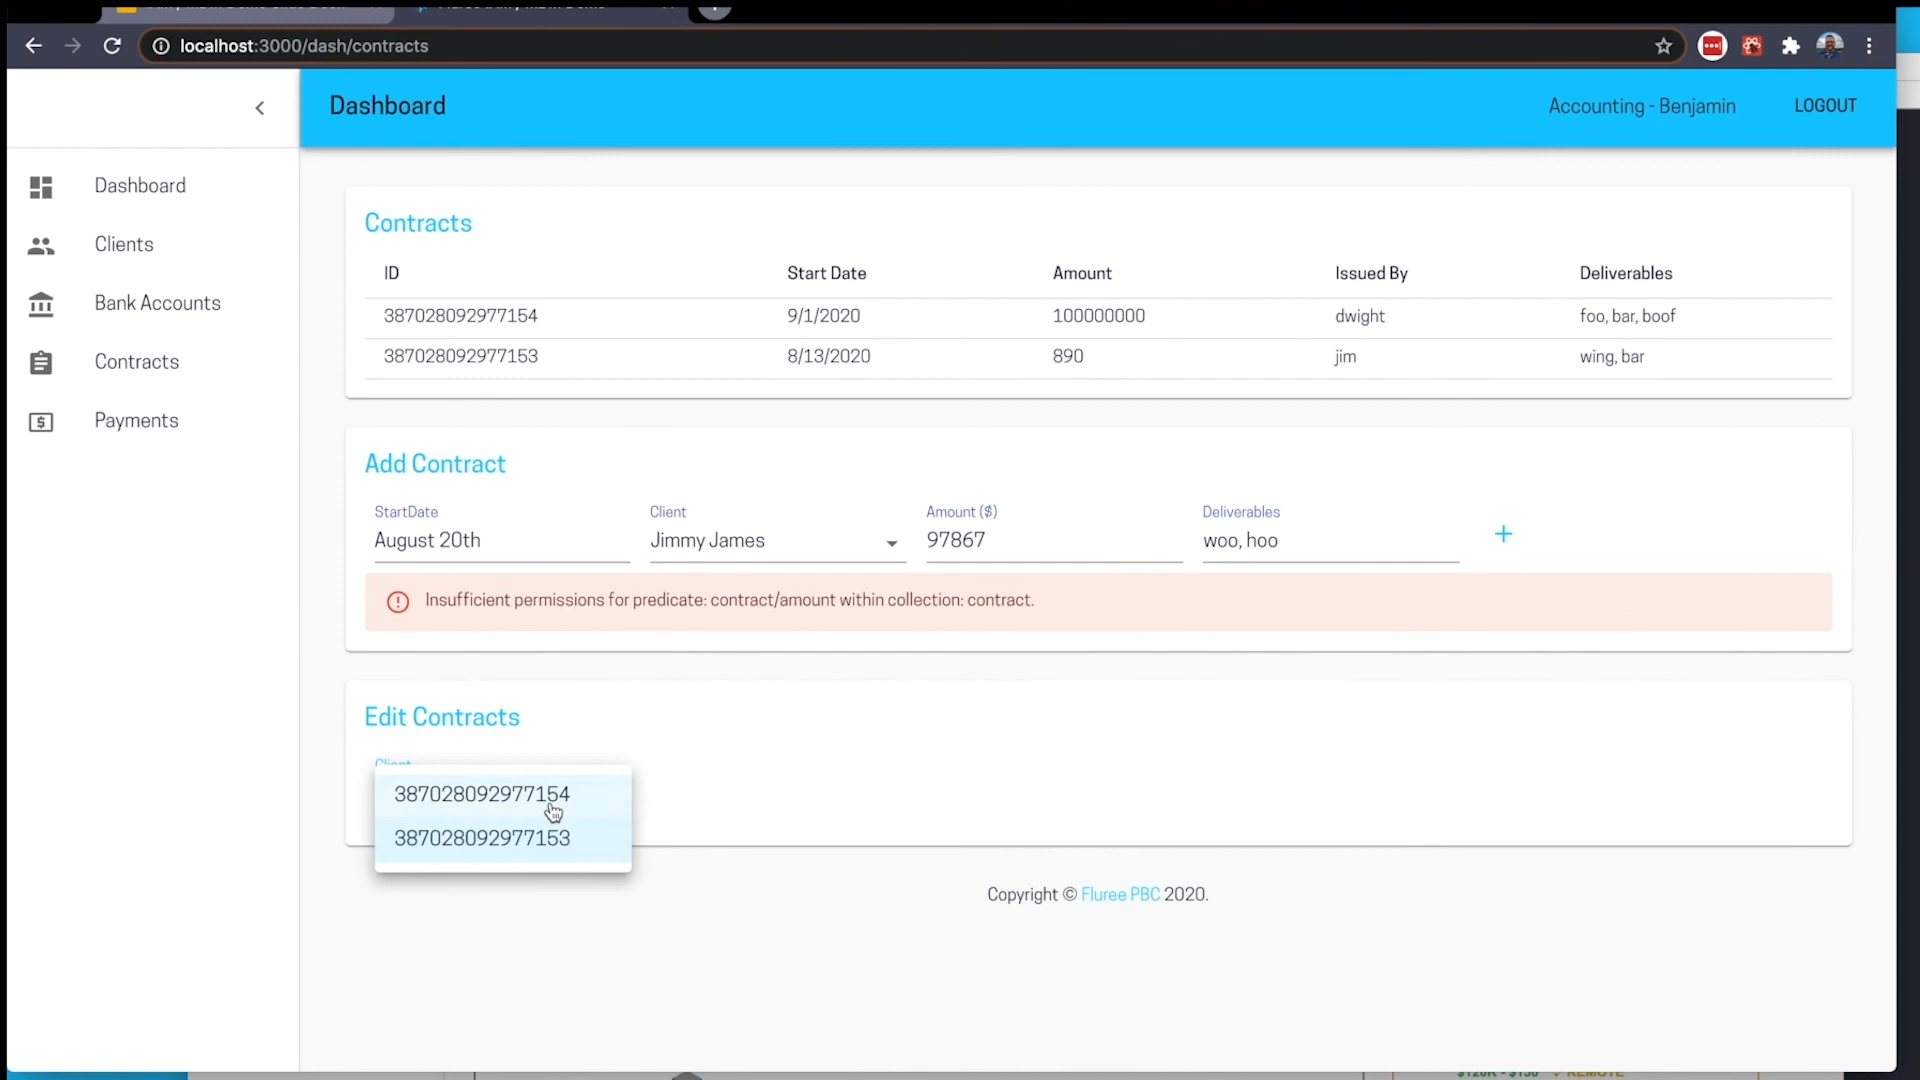 localhost:3000/dash/contracts
Dashboard
Accounting - Benjamin
LOGOUT
Dashboard
Clients
Bank Accounts
Contracts
Payments
Contracts
ID Start Date Amount Issued By Deliverables
387028092977154 9/1/2020 100000000 dwight foo, bar, boof
387028092977153 8/13/2020 890 jim wing, bar
Add Contract
StartDate Client Amount ($) Deliverables
August 20th Jimmy James 97867 woo, hoo
Insufficient permissions for predicate: contract/amount within collection: contract.
Edit Contracts
Client
387028092977154
387028092977153
Copyright © Fluree PBC 2020.